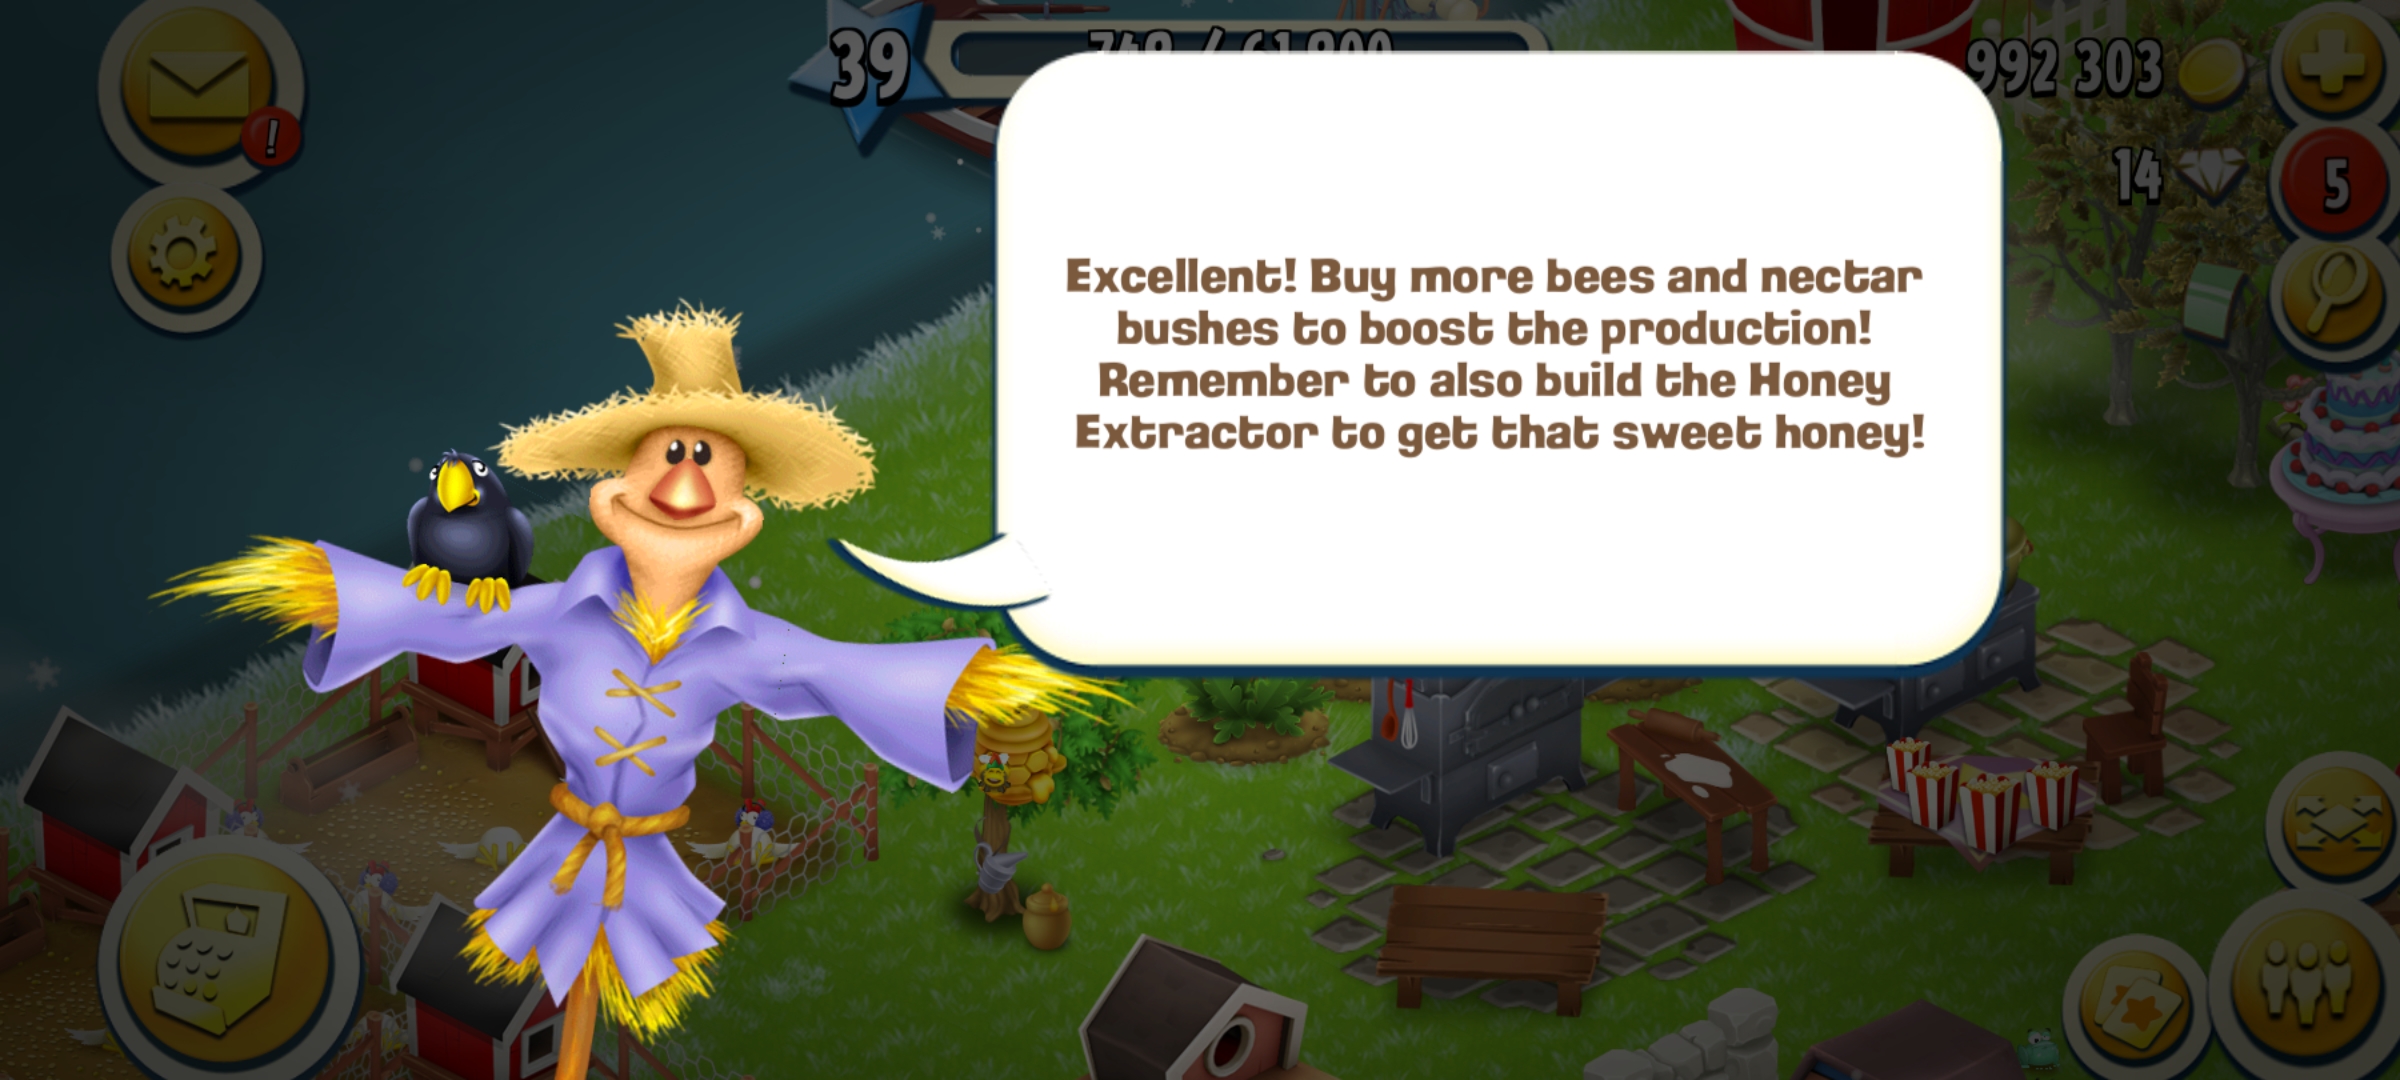 39
992 303
14
5
Excellent! Buy more bees and nectar
bushes to boost the production!
Remember to also build the Honey
Extractor to get that sweet honey!